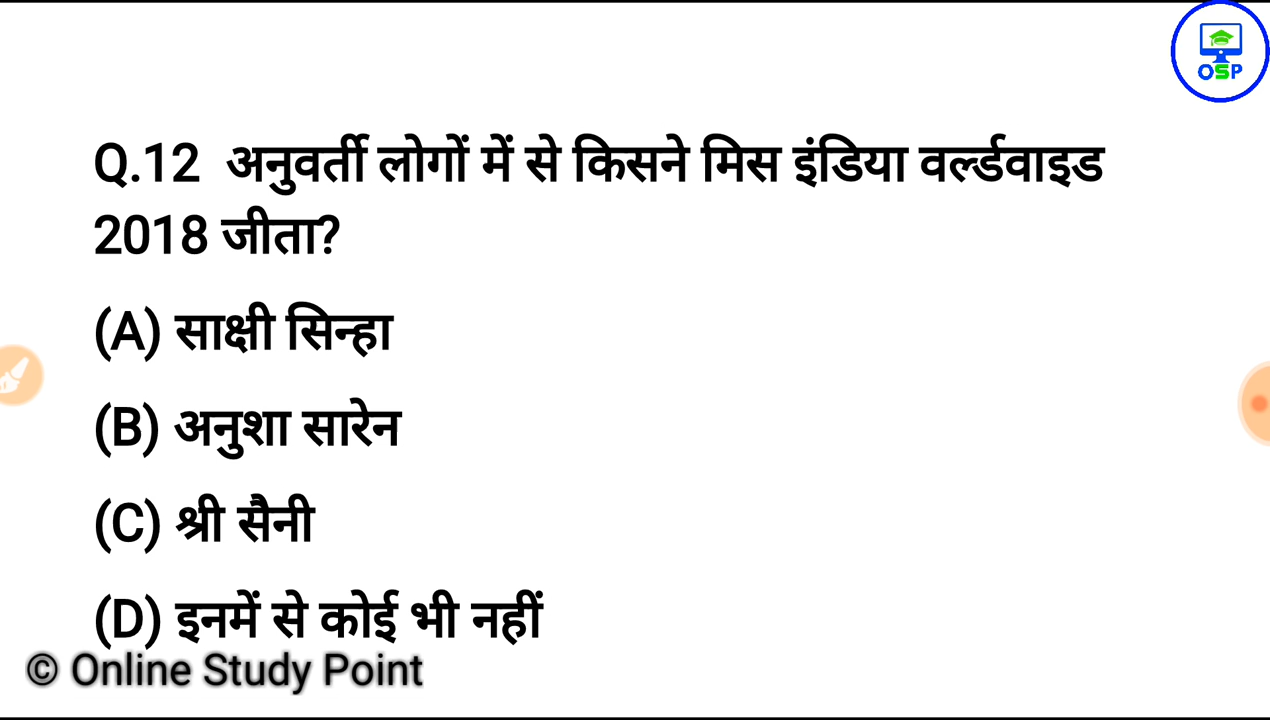 OSP
Q.12 अनुवर्ती लोगों में से किसने मिस इंडिया वर्ल्डवाइड
2018 जीता?
(A) साक्षी सिन्हा
(B) अनुशा सारेन
(C) श्री सैनी
(D) इनमें से कोई भी नहीं
© Online Study Point